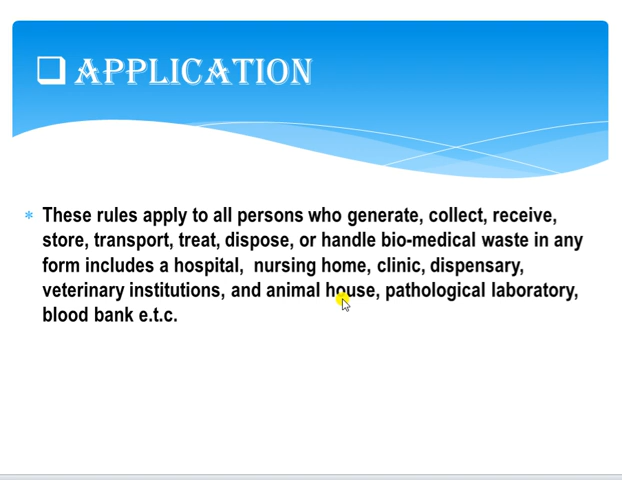 APPLICATION
These rules apply to all persons who generate, collect, receive,
store, transport, treat, dispose, or handle bio-medical waste in any
form includes a hospital, nursing home, clinic, dispensary,
veterinary institutions, and animal house, pathological laboratory,
blood bank e.t.c.